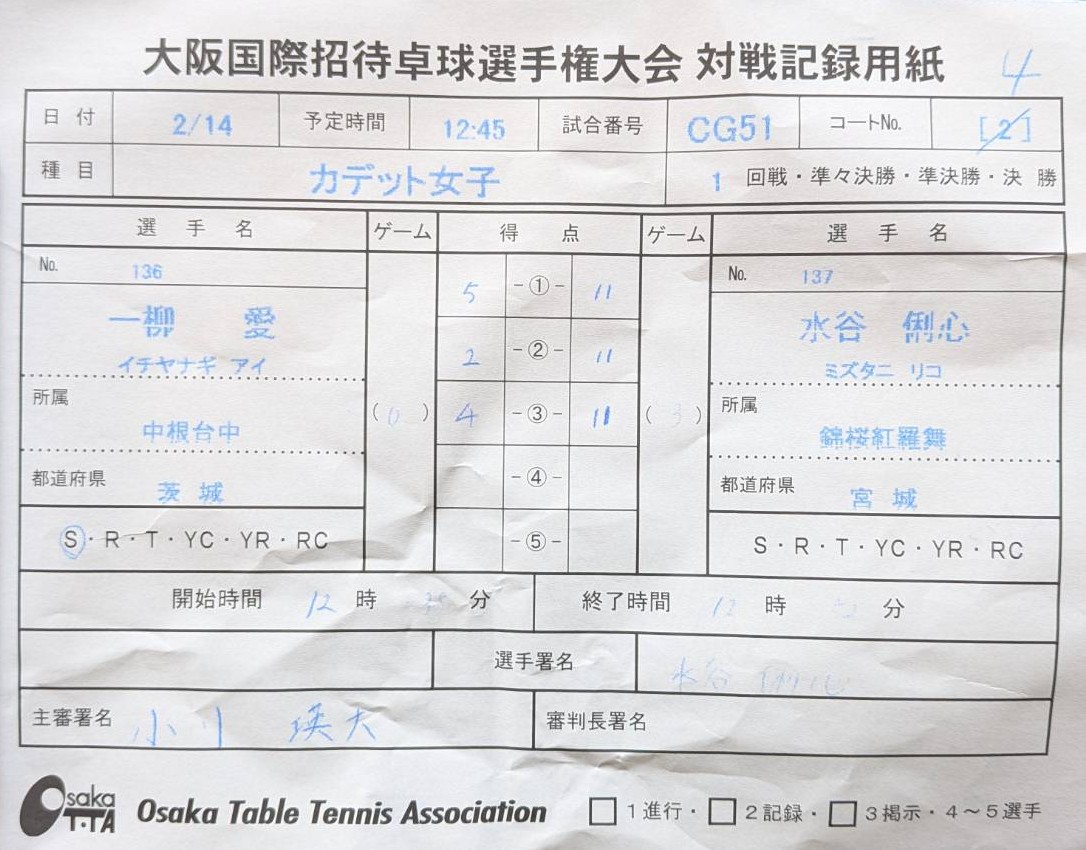 大阪国際招待卓球選手権大会 対戦記録用紙 4
日 付 2/14 予定時間 12:45 試合番号 CG51 コートNo. [2]
種 目 カデット女子 1 回戦・準々決勝・準決勝・決 勝
選 手 名 ゲーム 得 点 ゲーム 選 手 名
No. 136 5 -①- 11 No. 137
一柳 愛 2 -②- 11 水谷 俐心
イチヤナギ アイ ミズタニ リコ
所属 (0) 4 -③- 11 (3) 所属
中根台中 錦桜紅羅舞
都道府県 -④- 都道府県
茨 城 宮 城
S・R・T・YC・YR・RC -⑤- S・R・T・YC・YR・RC
開始時間 12 時 分 終了時間 12 時 分
選手署名 水谷 俐心
主審署名 小川 瑛大 審判長署名
Osaka T・TA Osaka Table Tennis Association □1進行・□2記録・□3掲示・4～5選手